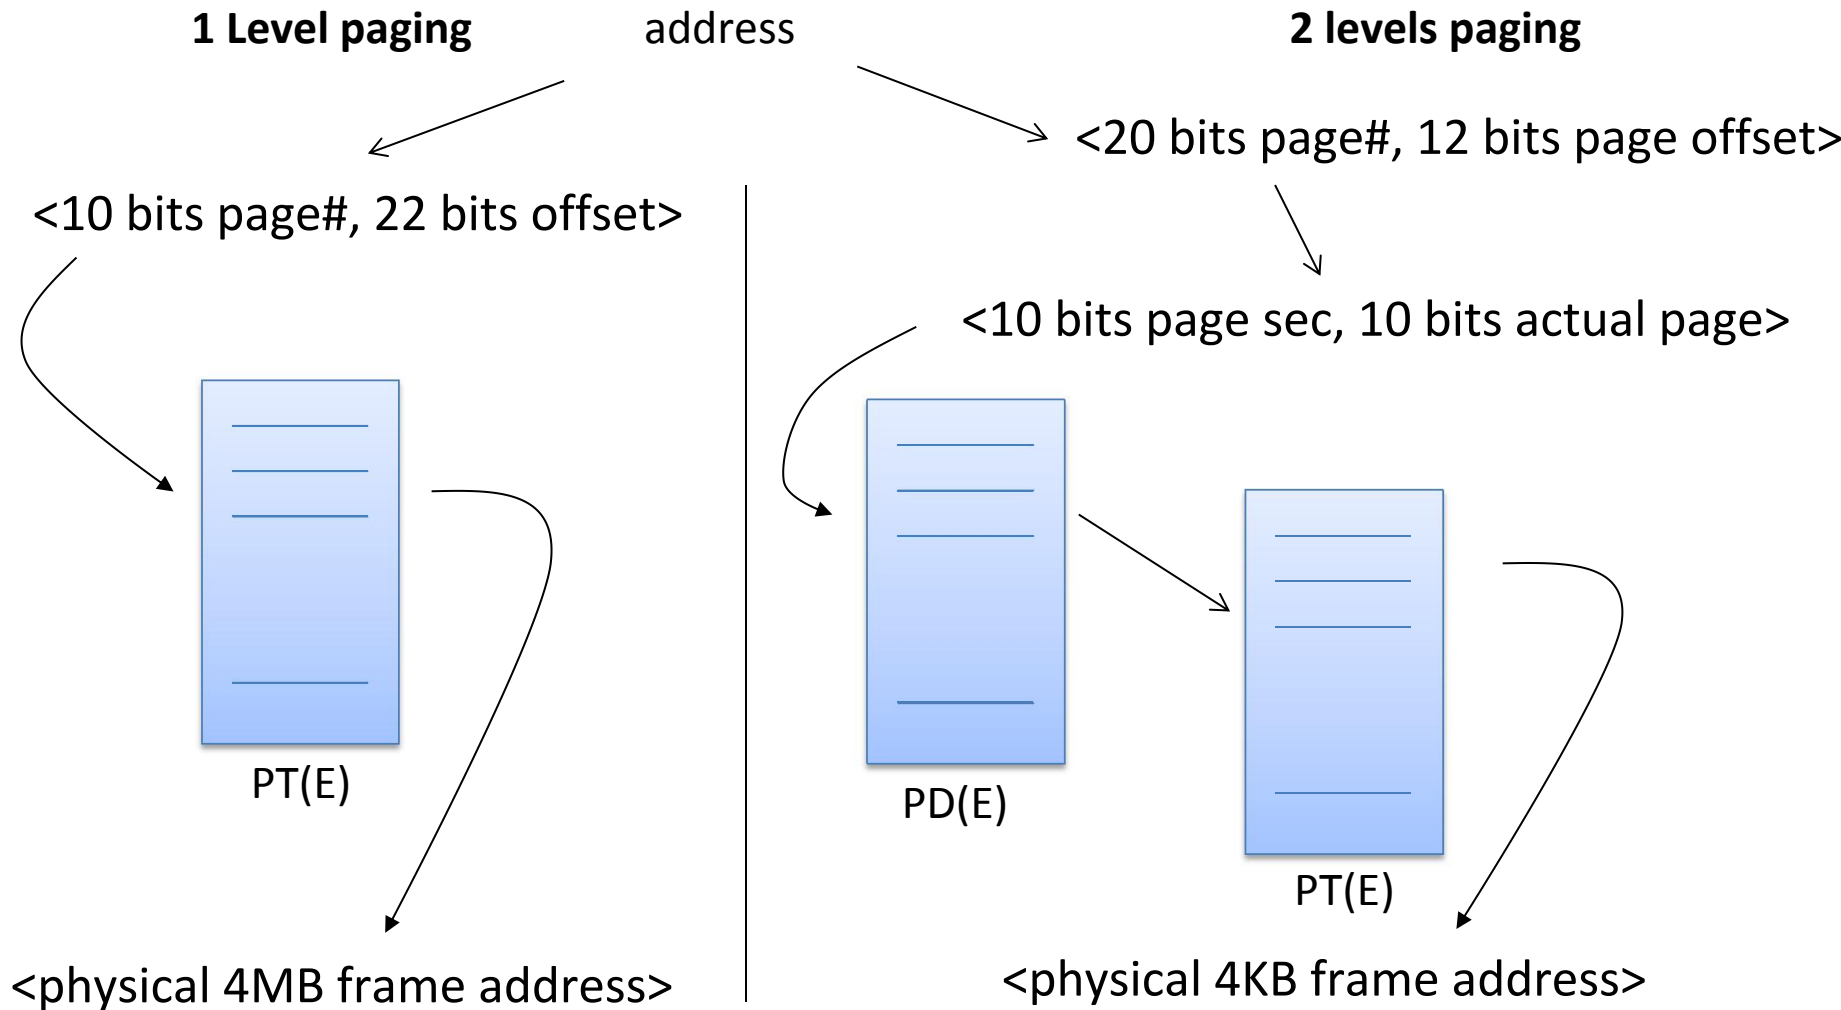 1 Level paging
address
2 levels paging
<20 bits page#, 12 bits page offset>
<10 bits page#, 22 bits offset>
<10 bits page sec, 10 bits actual page>
PT(E)
PD(E)
PT(E)
<physical 4MB frame address>
<physical 4KB frame address>